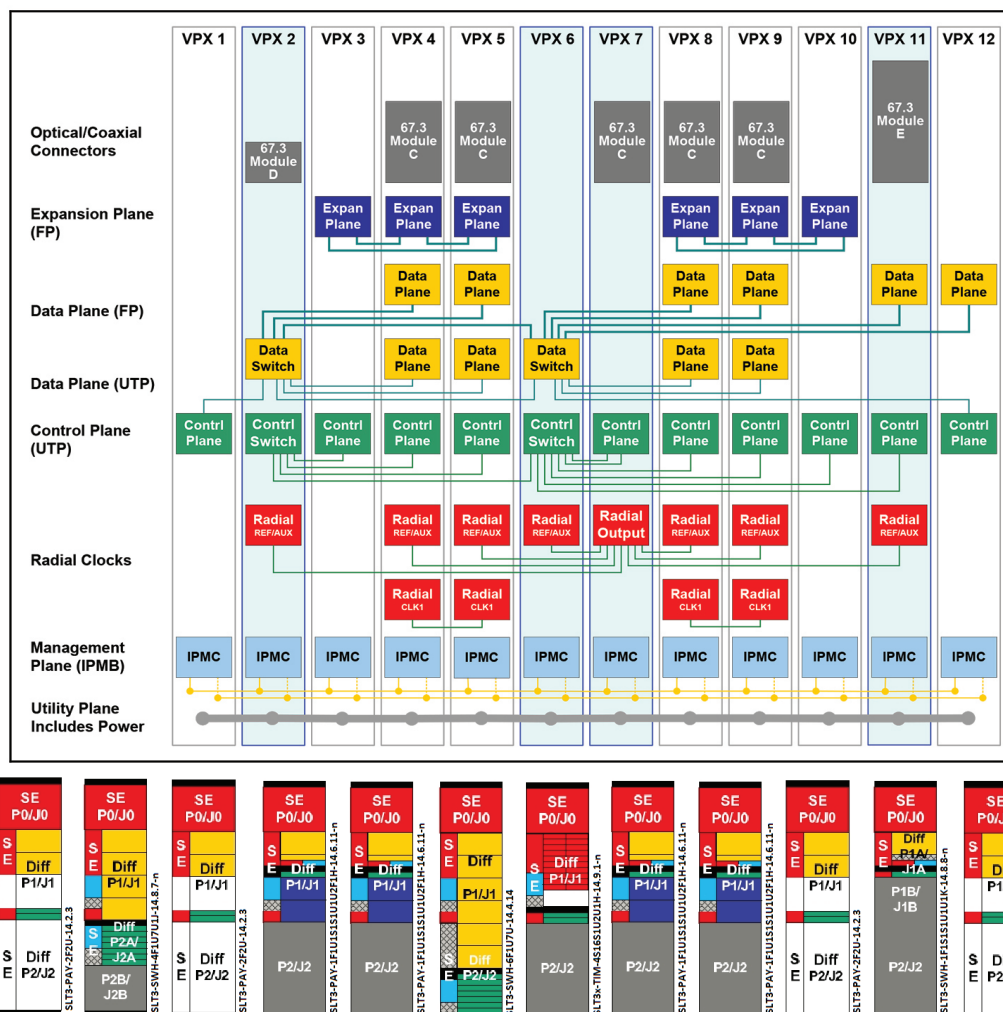 VPX 1 VPX 2 VPX 3 VPX 4 VPX 5 VPX 6 VPX 7 VPX 8 VPX 9 VPX 10 VPX 11 VPX 12
Optical/Coaxial
Connectors
67.3
Module
D
67.3
Module
C
67.3
Module
C
67.3
Module
C
67.3
Module
C
67.3
Module
C
67.3
Module
E
Expansion Plane
(FP)
Expan
Plane
Expan
Plane
Expan
Plane
Expan
Plane
Expan
Plane
Expan
Plane
Data Plane (FP)
Data
Plane
Data
Plane
Data
Plane
Data
Plane
Data
Plane
Data
Plane
Data Plane (UTP)
Data
Switch
Data
Plane
Data
Plane
Data
Switch
Data
Plane
Data
Plane
Control Plane
(UTP)
Contrl
Plane
Contrl
Switch
Contrl
Plane
Contrl
Plane
Contrl
Plane
Contrl
Switch
Contrl
Plane
Contrl
Plane
Contrl
Plane
Contrl
Plane
Contrl
Plane
Contrl
Plane
Radial Clocks
Radial
REF/AUX
Radial
REF/AUX
Radial
REF/AUX
Radial
REF/AUX
Radial
Output
Radial
REF/AUX
Radial
REF/AUX
Radial
REF/AUX
Radial
CLK1
Radial
CLK1
Radial
CLK1
Radial
CLK1
Management
Plane (IPMB)
IPMC IPMC IPMC IPMC IPMC IPMC IPMC IPMC IPMC IPMC IPMC IPMC
Utility Plane
Includes Power
SE
P0/J0
S
E
Diff
P1/J1
S
E
Diff
P2/J2
SLT3-PAY-2F2U-14.2.3
SE
P0/J0
Diff
P1/J1
S
E
Diff
P2A/
J2A
P2B/
J2B
SLT3-SWH-4F1U7U1J-14.8.7-n
SE
P0/J0
S
E
Diff
P1/J1
S
E
Diff
P2/J2
SLT3-PAY-2F2U-14.2.3
SE
P0/J0
S
E
Diff
P1/J1
P2/J2
SLT3-PAY-1F1U1S1S1U1U2F1H-14.6.11-n
SE
P0/J0
S
E
Diff
P1/J1
P2/J2
SLT3-PAY-1F1U1S1S1U1U2F1H-14.6.11-n
SE
P0/J0
S
E
Diff
P1/J1
S
E
Diff
P2/J2
SLT3-SWH-6F1U7U-14.4.14
SE
P0/J0
S
E
Diff
P1/J1
P2/J2
SLT3x-TIM-4S16S1U2U1H-14.9.1-n
SE
P0/J0
S
E
Diff
P1/J1
P2/J2
SLT3-PAY-1F1U1S1S1U1U2F1H-14.6.11-n
SE
P0/J0
S
E
Diff
P1/J1
P2/J2
SLT3-PAY-1F1U1S1S1U1U2F1H-14.6.11-n
SE
P0/J0
S
E
Diff
P1/J1
S
E
Diff
P2/J2
SLT3-PAY-2F2U-14.2.3
SE
P0/J0
S
E
Diff
P1A/
J1A
P1B/
J1B
P2/J2
SLT3-SWH-1F1S1S1U1U1K-14.8.8-n
SE
S
E
S
E